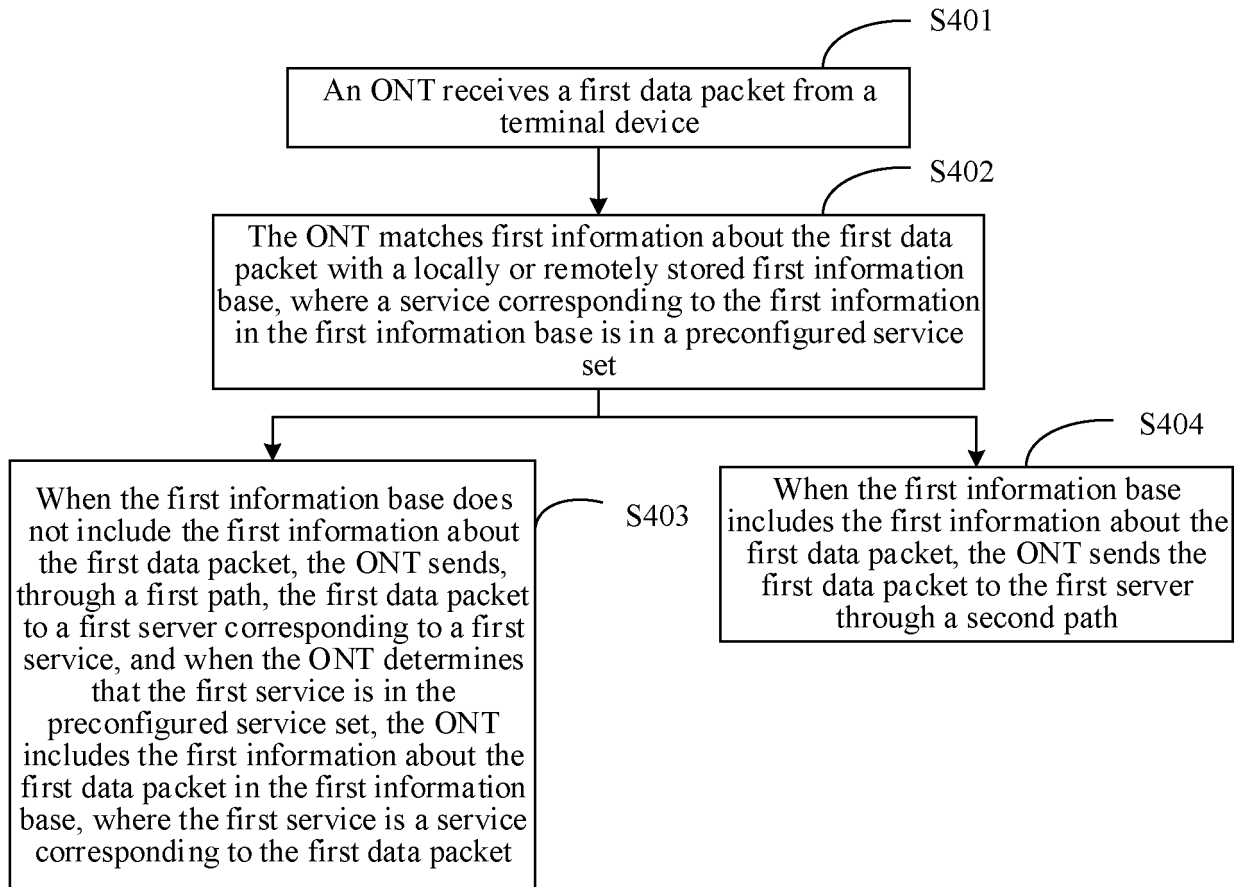 S401
An ONT receives a first data packet from a
terminal device
S402
The ONT matches first information about the first data
packet with a locally or remotely stored first information
base, where a service corresponding to the first information
in the first information base is in a preconfigured service
set
S403
When the first information base does
not include the first information about
the first data packet, the ONT sends,
through a first path, the first data packet
to a first server corresponding to a first
service, and when the ONT determines
that the first service is in the
preconfigured service set, the ONT
includes the first information about the
first data packet in the first information
base, where the first service is a service
corresponding to the first data packet
S404
When the first information base
includes the first information about the
first data packet, the ONT sends the
first data packet to the first server
through a second path